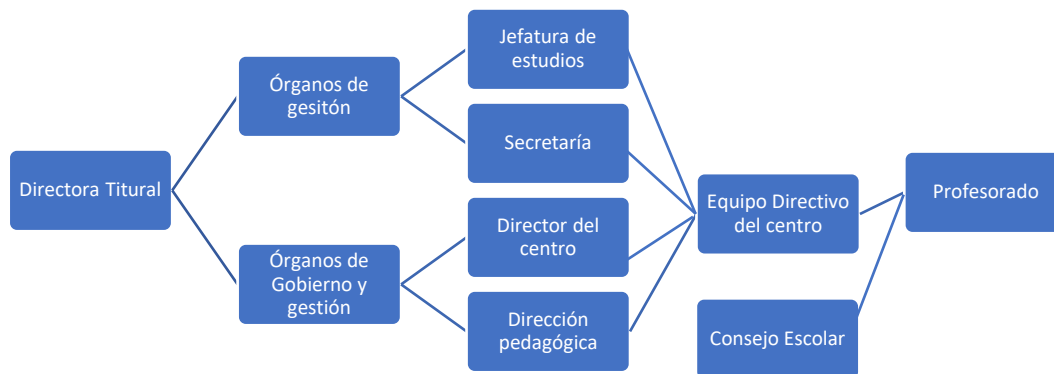 Directora Titural
Órganos de
gesitón
Órganos de
Gobierno y
gestión
Jefatura de
estudios
Secretaría
Director del
centro
Dirección
pedagógica
Equipo Directivo
del centro
Consejo Escolar
Profesorado